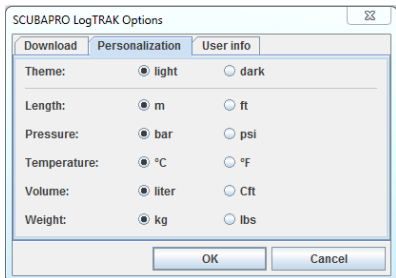 SCUBAPRO LogTRAK Options
Download Personalization User info
Theme: light dark
Length: m ft
Pressure: bar psi
Temperature: °C °F
Volume: liter Cft
Weight: kg lbs
OK Cancel